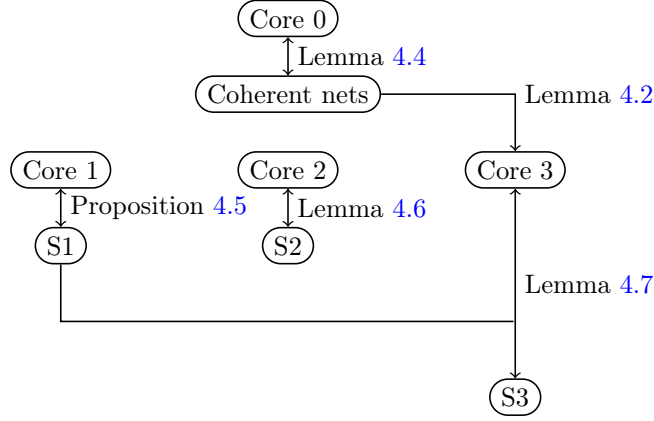 Core 0
Lemma 4.4
Coherent nets
Lemma 4.2
Core 1
Core 2
Core 3
Proposition 4.5
Lemma 4.6
S1
S2
Lemma 4.7
S3